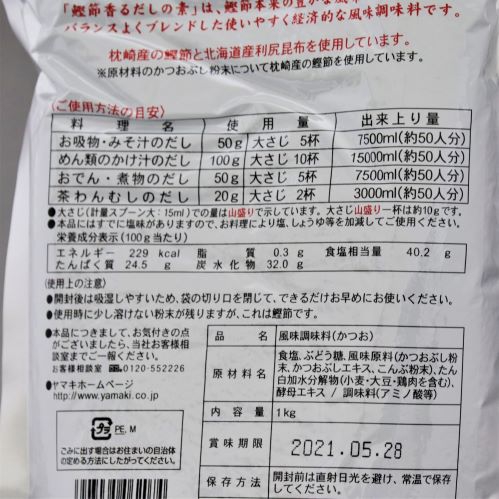 「鰹節香るだしの素」は、鰹節本来の豊かな風
バランスよくブレンドした使いやすく経済的な風味調味料です。
枕崎産の鰹節と北海道産利尻昆布を使用しています。
※原材料のかつおぶし粉末について枕崎産の鰹節を使用しています。
〈ご使用方法の目安〉
料理名 使用量 出来上り量
お吸物・みそ汁のだし 50g 大さじ 5杯 7500ml(約50人分)
めん類のかけ汁のだし 100g 大さじ 10杯 15000ml(約50人分)
おでん・煮物のだし 50g 大さじ 5杯 7500ml(約50人分)
茶わんむしのだし 20g 大さじ 2杯 3000ml(約50人分)
●大さじ(計量スプーン大:15ml)での量は山盛りで示しています。大さじ山盛り一杯は約10gです。
●本品にはすでに塩味がありますので、お料理により塩、しょうゆ等を加減してご使用ください。
栄養成分表示(100g当たり)
エネルギー 229 kcal 脂質 0.3 g 食塩相当量 40.2 g
たんぱく質 24.5 g 炭水化物 32.0 g
〈使用上の注意〉
●開封後は吸湿しやすいため、袋の切り口を閉じて、できるだけお早めにお使いください。
●使用時に少し溶けない粉末が残りますが、これは鰹節です。
●本品につきまして、お気付きの点
がございましたら、当社お客様相
談室までご一報ください。
お客様相談室 0120-552226
●ヤマキホームページ
http://www.yamaki.co.jp
プラ PE, M
ごみに出す場合はお住まいの自治体
の定める方法にしたがってください。
品名 風味調味料(かつお)
原材料名 食塩、ぶどう糖、風味原料(かつおぶし粉
末、かつおぶしエキス、こんぶ粉末)、たん
白加水分解物(小麦・大豆・鶏肉を含む)、
酵母エキス / 調味料(アミノ酸等)
内容量 1kg
賞味期限 2021.05.28
保存方法 開封前は直射日光を避け、常温で保存
してください。